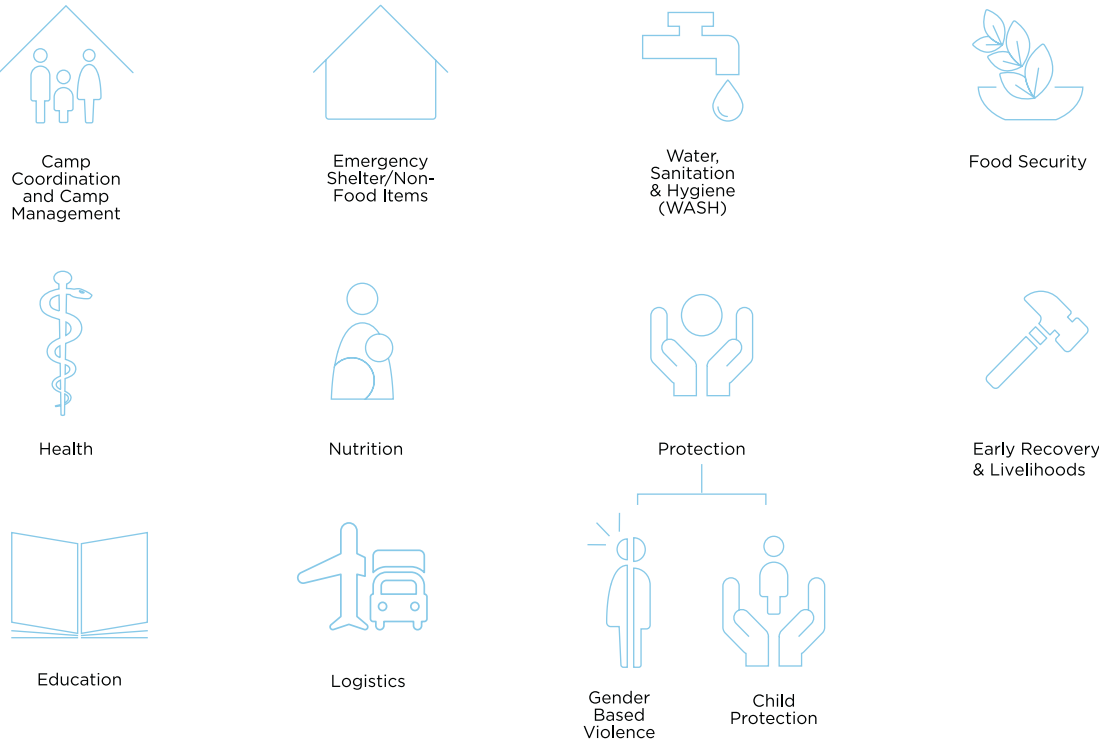 Camp
Coordination
and Camp
Management
Emergency
Shelter/Non-
Food Items
Water,
Sanitation
& Hygiene
(WASH)
Food Security
Health
Nutrition
Protection
Early Recovery
& Livelihoods
Education
Logistics
Gender
Based
Violence
Child
Protection